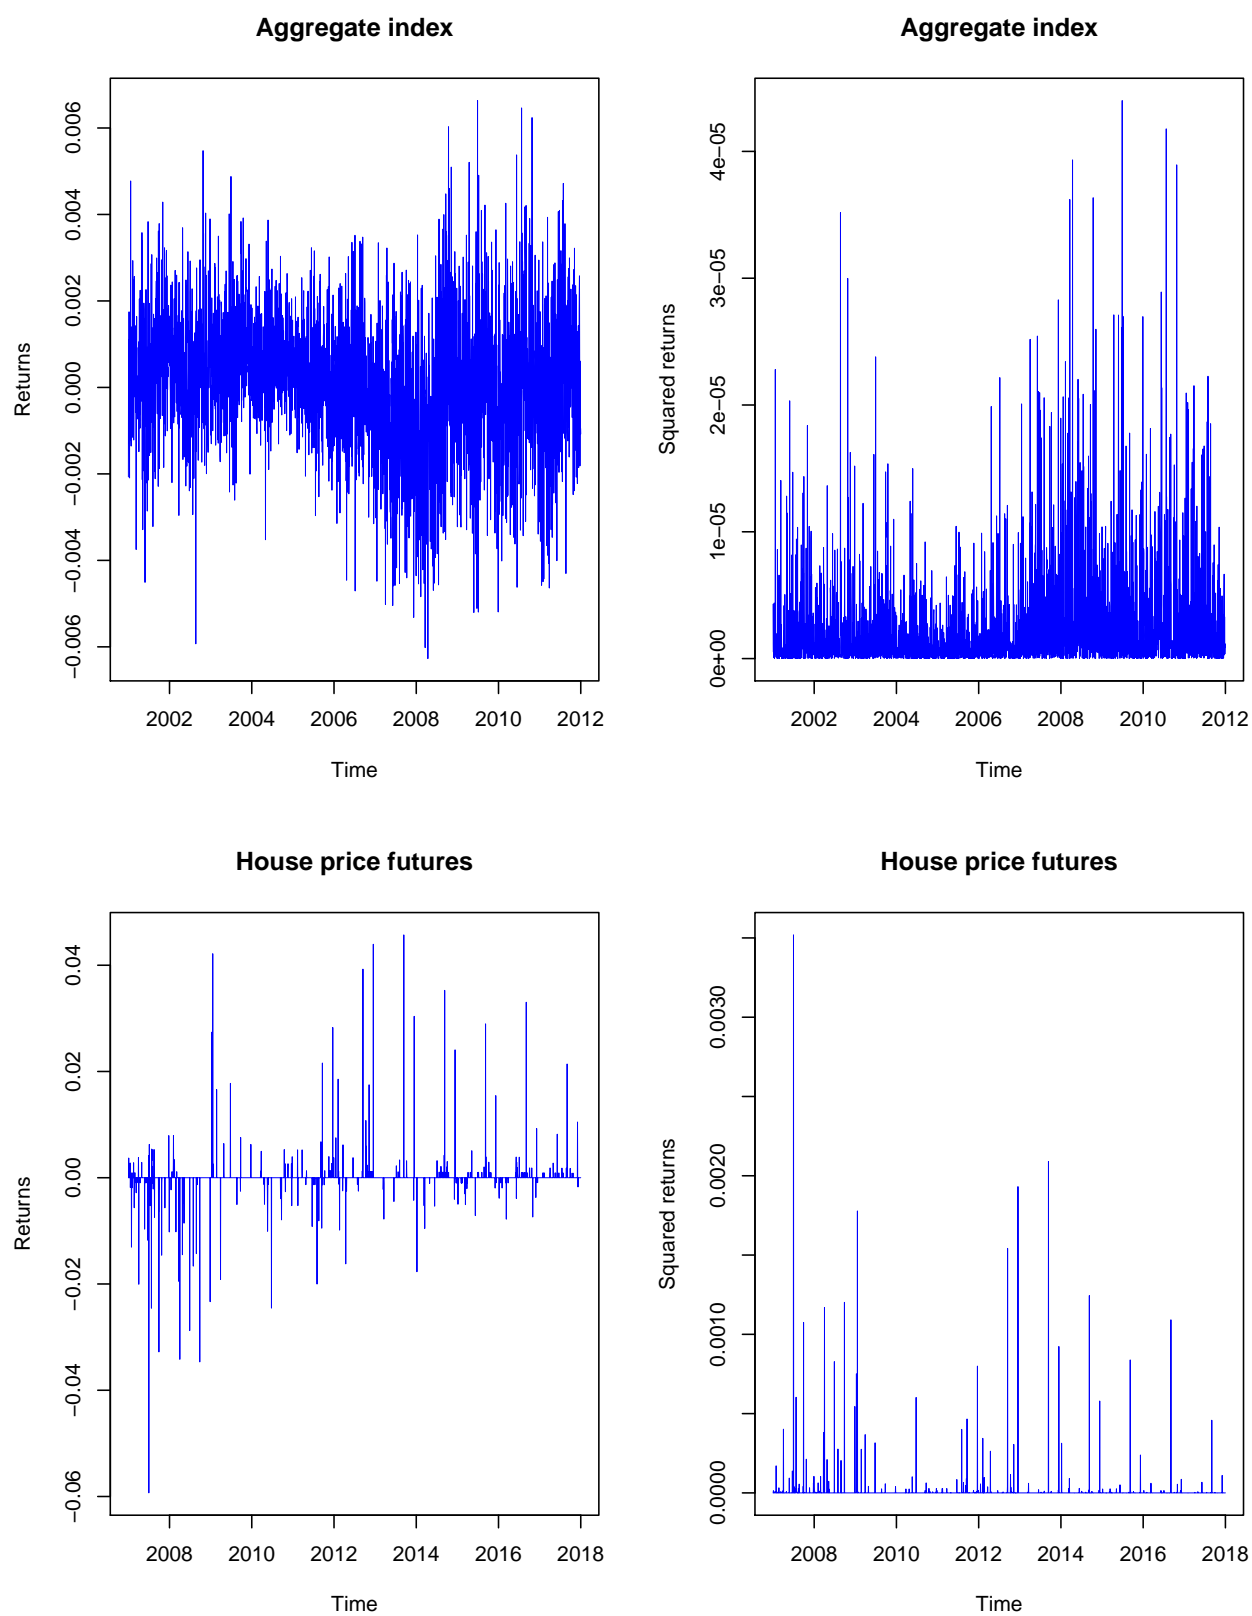 Aggregate index
Returns
0.006
0.004
0.002
0.000
−0.002
−0.004
−0.006
2002 2004 2006 2008 2010 2012
Time
Aggregate index
Squared returns
4e−05
3e−05
2e−05
1e−05
0e+00
2002 2004 2006 2008 2010 2012
Time
House price futures
Returns
0.04
0.02
0.00
−0.02
−0.04
−0.06
2008 2010 2012 2014 2016 2018
Time
House price futures
Squared returns
0.0030
0.0020
0.0010
0.0000
2008 2010 2012 2014 2016 2018
Time